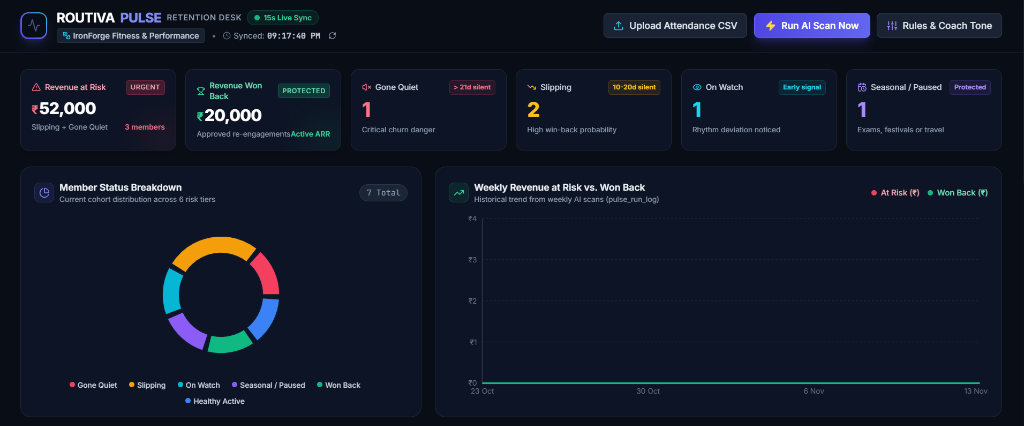 ROUTIVA PULSE RETENTION DESK 15s Live Sync
IronForge Fitness & Performance • Synced: 09:17:40 PM
Upload Attendance CSV
Run AI Scan Now
Rules & Coach Tone
Revenue at Risk URGENT
₹52,000
Slipping + Gone Quiet 3 members
Revenue Won
Back PROTECTED
₹20,000
Approved re-engagements Active ARR
Gone Quiet > 21d silent
1
Critical churn danger
Slipping 10-20d silent
2
High win-back probability
On Watch Early signal
1
Rhythm deviation noticed
Seasonal / Paused Protected
1
Exams, festivals or travel
Member Status Breakdown
Current cohort distribution across 6 risk tiers
7 Total
Gone Quiet Slipping On Watch Seasonal / Paused Won Back
Healthy Active
Weekly Revenue at Risk vs. Won Back
Historical trend from weekly AI scans (pulse_run_log)
At Risk (₹) Won Back (₹)
₹4
₹3
₹2
₹1
₹0
23 Oct 30 Oct 6 Nov 13 Nov